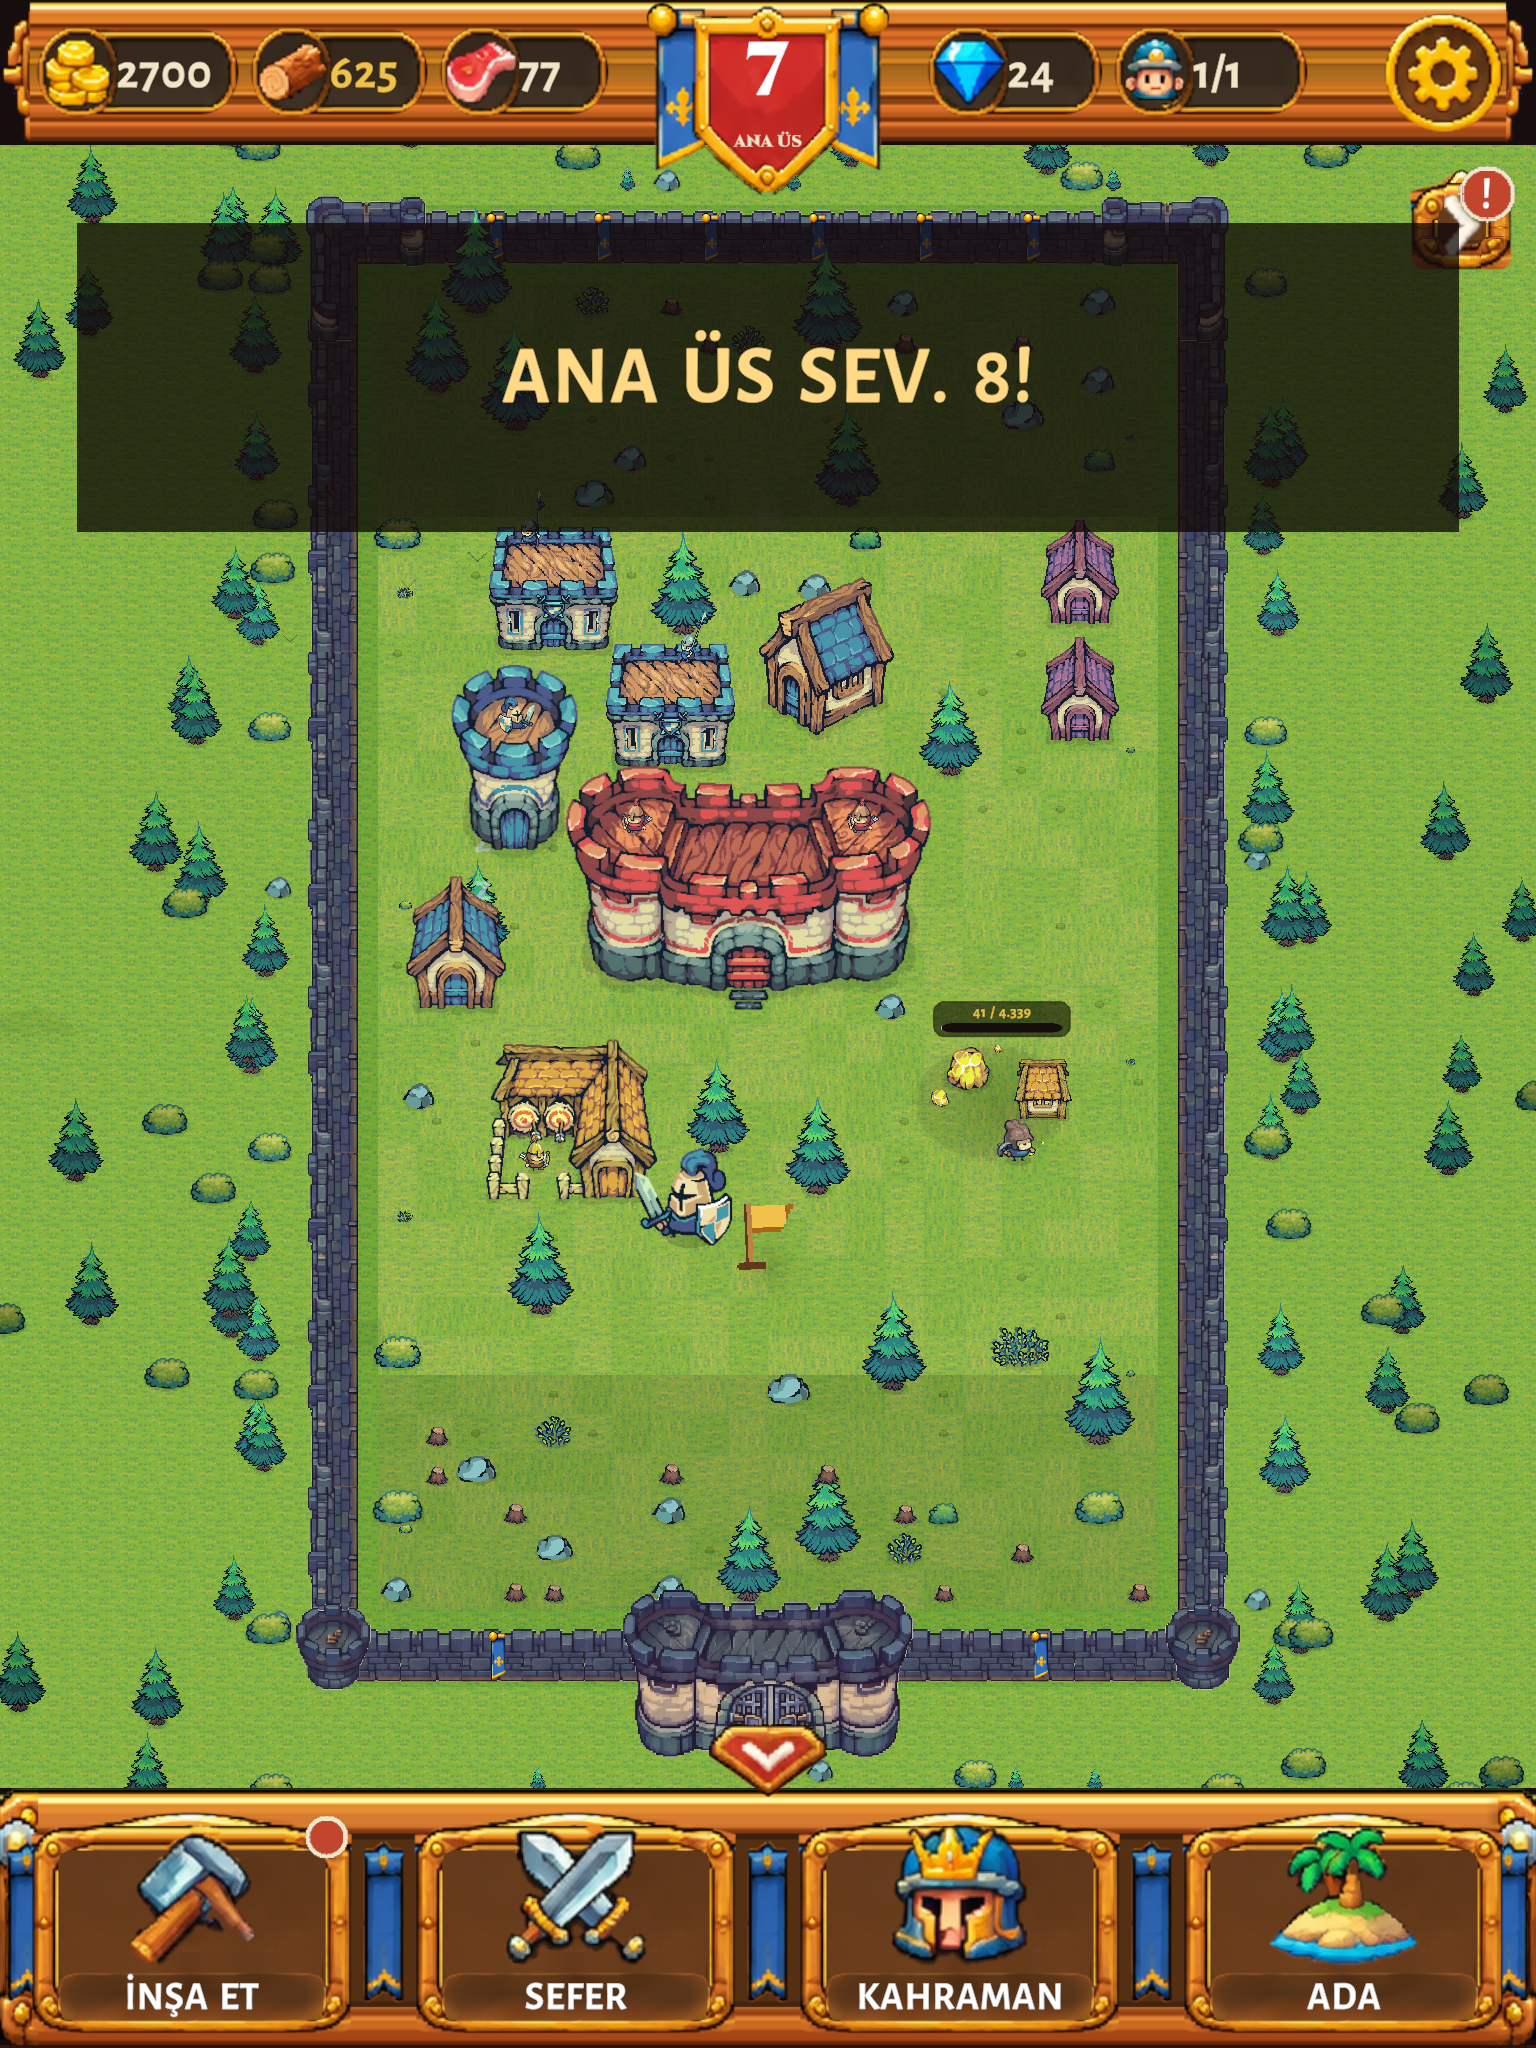 2700
625
77
7
ANA ÜS
24
1/1
!
ANA ÜS SEV. 8!
41 / 4.339
İNŞA ET
SEFER
KAHRAMAN
ADA